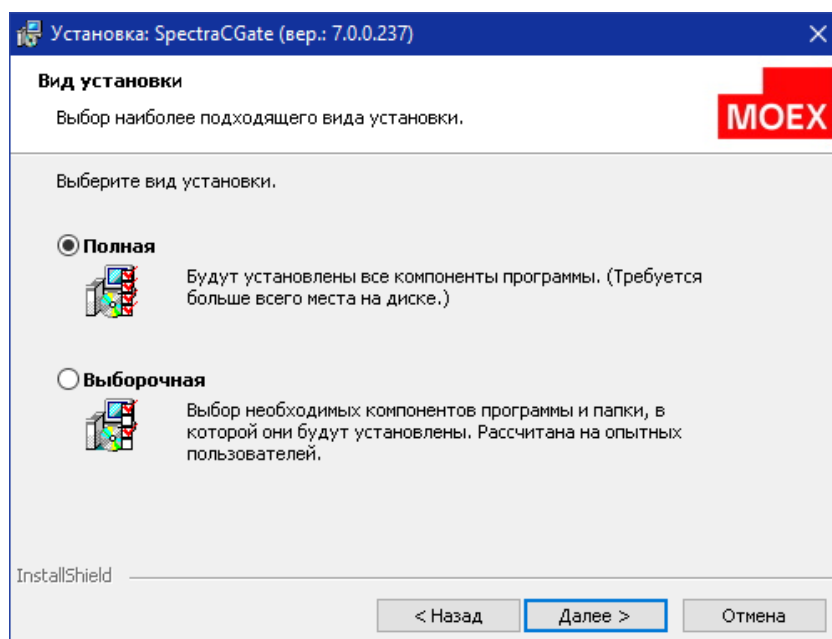 Установка: SpectraCGate (вер.: 7.0.0.237)
Вид установки
Выбор наиболее подходящего вида установки.
MOEX
Выберите вид установки.
Полная
Будут установлены все компоненты программы. (Требуется
больше всего места на диске.)
Выборочная
Выбор необходимых компонентов программы и папки, в
которой они будут установлены. Рассчитана на опытных
пользователей.
InstallShield
< Назад
Далее >
Отмена